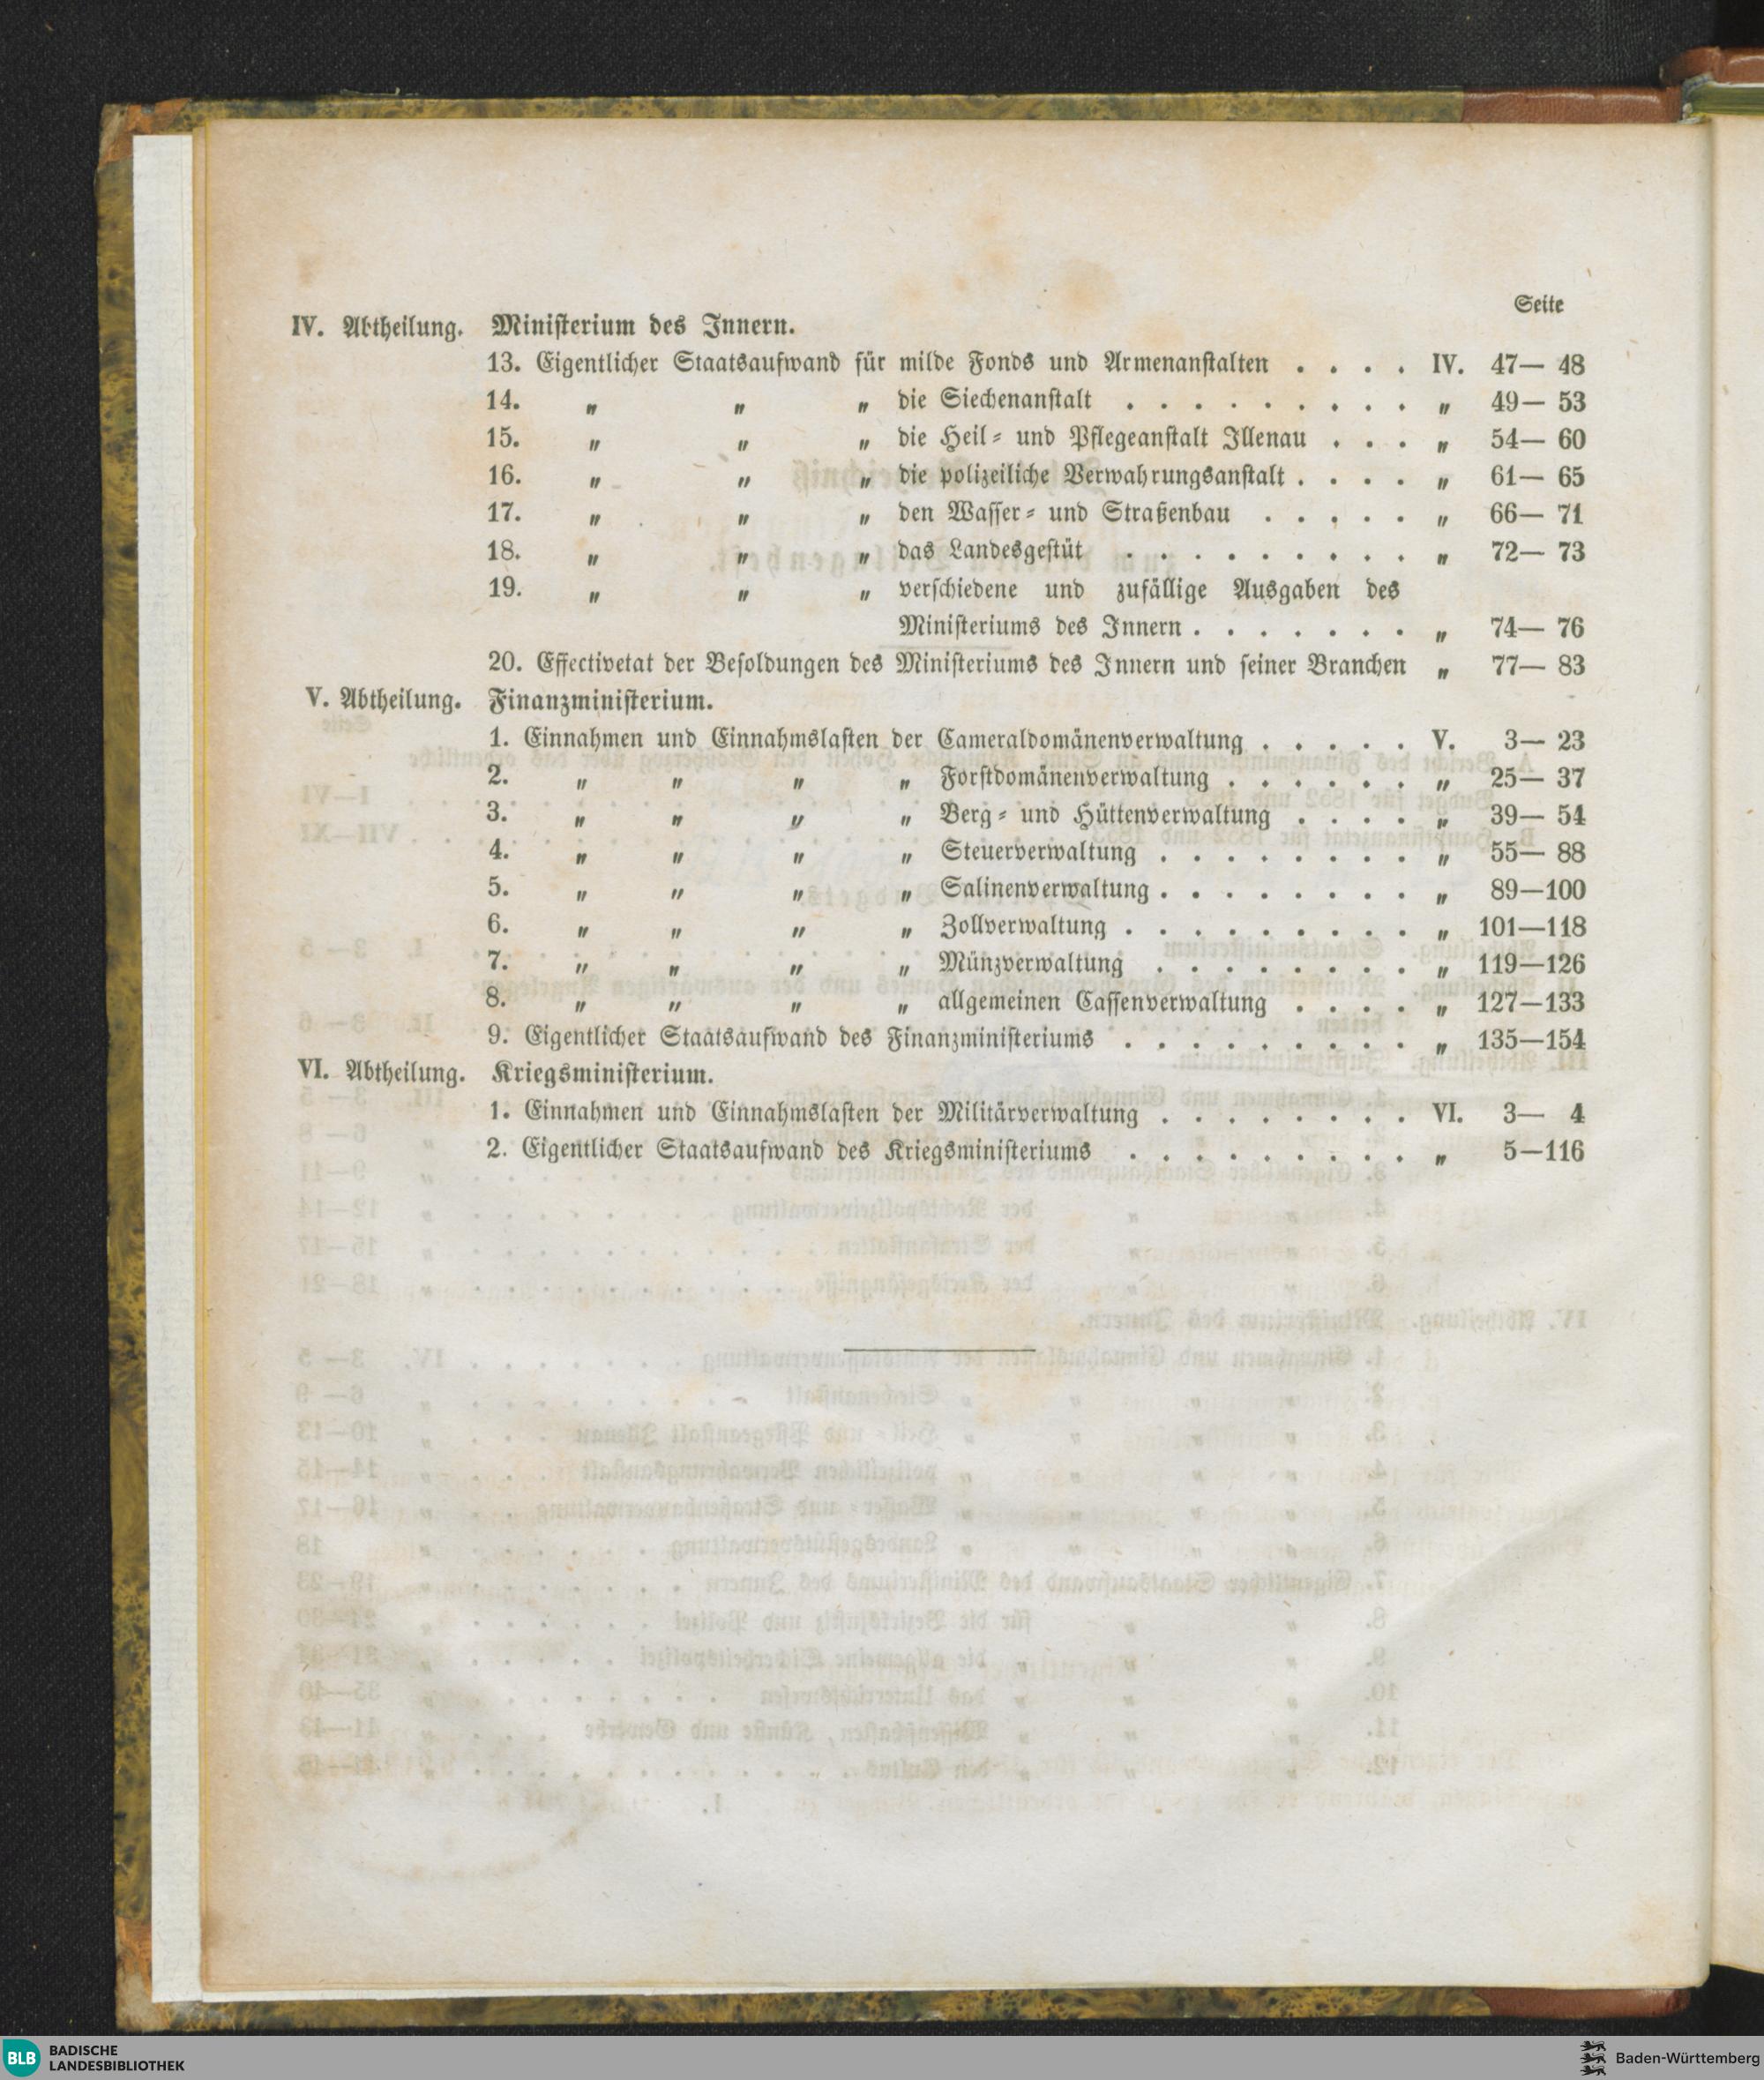 Seite
IV. Abtheilung. Ministerium des Innern.
13. Eigentlicher Staatsaufwand für milde Fonds und Armenanstalten . . . . IV. 47— 48
14. „ „ „ die Siechenanstalt . . . . . . . . . „ 49— 53
15. „ „ „ die Heil- und Pflegeanstalt Illenau . . . „ 54— 60
16. „ „ „ die polizeiliche Verwahrungsanstalt . . . . „ 61— 65
17. „ „ „ den Wasser- und Straßenbau . . . . . „ 66— 71
18. „ „ „ das Landesgestüt . . . . . . . . . „ 72— 73
19. „ „ „ verschiedene und zufällige Ausgaben des
Ministeriums des Innern . . . . . . . „ 74— 76
20. Effectivetat der Besoldungen des Ministeriums des Innern und seiner Branchen „ 77— 83
V. Abtheilung. Finanzministerium.
1. Einnahmen und Einnahmslasten der Cameraldomänenverwaltung . . . . . V. 3— 23
2. „ „ „ „ Forstdomänenverwaltung . . . . . . „ 25— 37
3. „ „ „ „ Berg- und Hüttenverwaltung . . . . „ 39— 54
4. „ „ „ „ Steuerverwaltung . . . . . . . . „ 55— 88
5. „ „ „ „ Salinenverwaltung . . . . . . . . „ 89—100
6. „ „ „ „ Zollverwaltung . . . . . . . . . „ 101—118
7. „ „ „ „ Münzverwaltung . . . . . . . . „ 119—126
8. „ „ „ „ allgemeinen Cassenverwaltung . . . . „ 127—133
9. Eigentlicher Staatsaufwand des Finanzministeriums . . . . . . . . . „ 135—154
VI. Abtheilung. Kriegsministerium.
1. Einnahmen und Einnahmslasten der Militärverwaltung . . . . . . . . VI. 3— 4
2. Eigentlicher Staatsaufwand des Kriegsministeriums . . . . . . . . . „ 5—116
BLB BADISCHE
LANDESBIBLIOTHEK
Baden-Württemberg